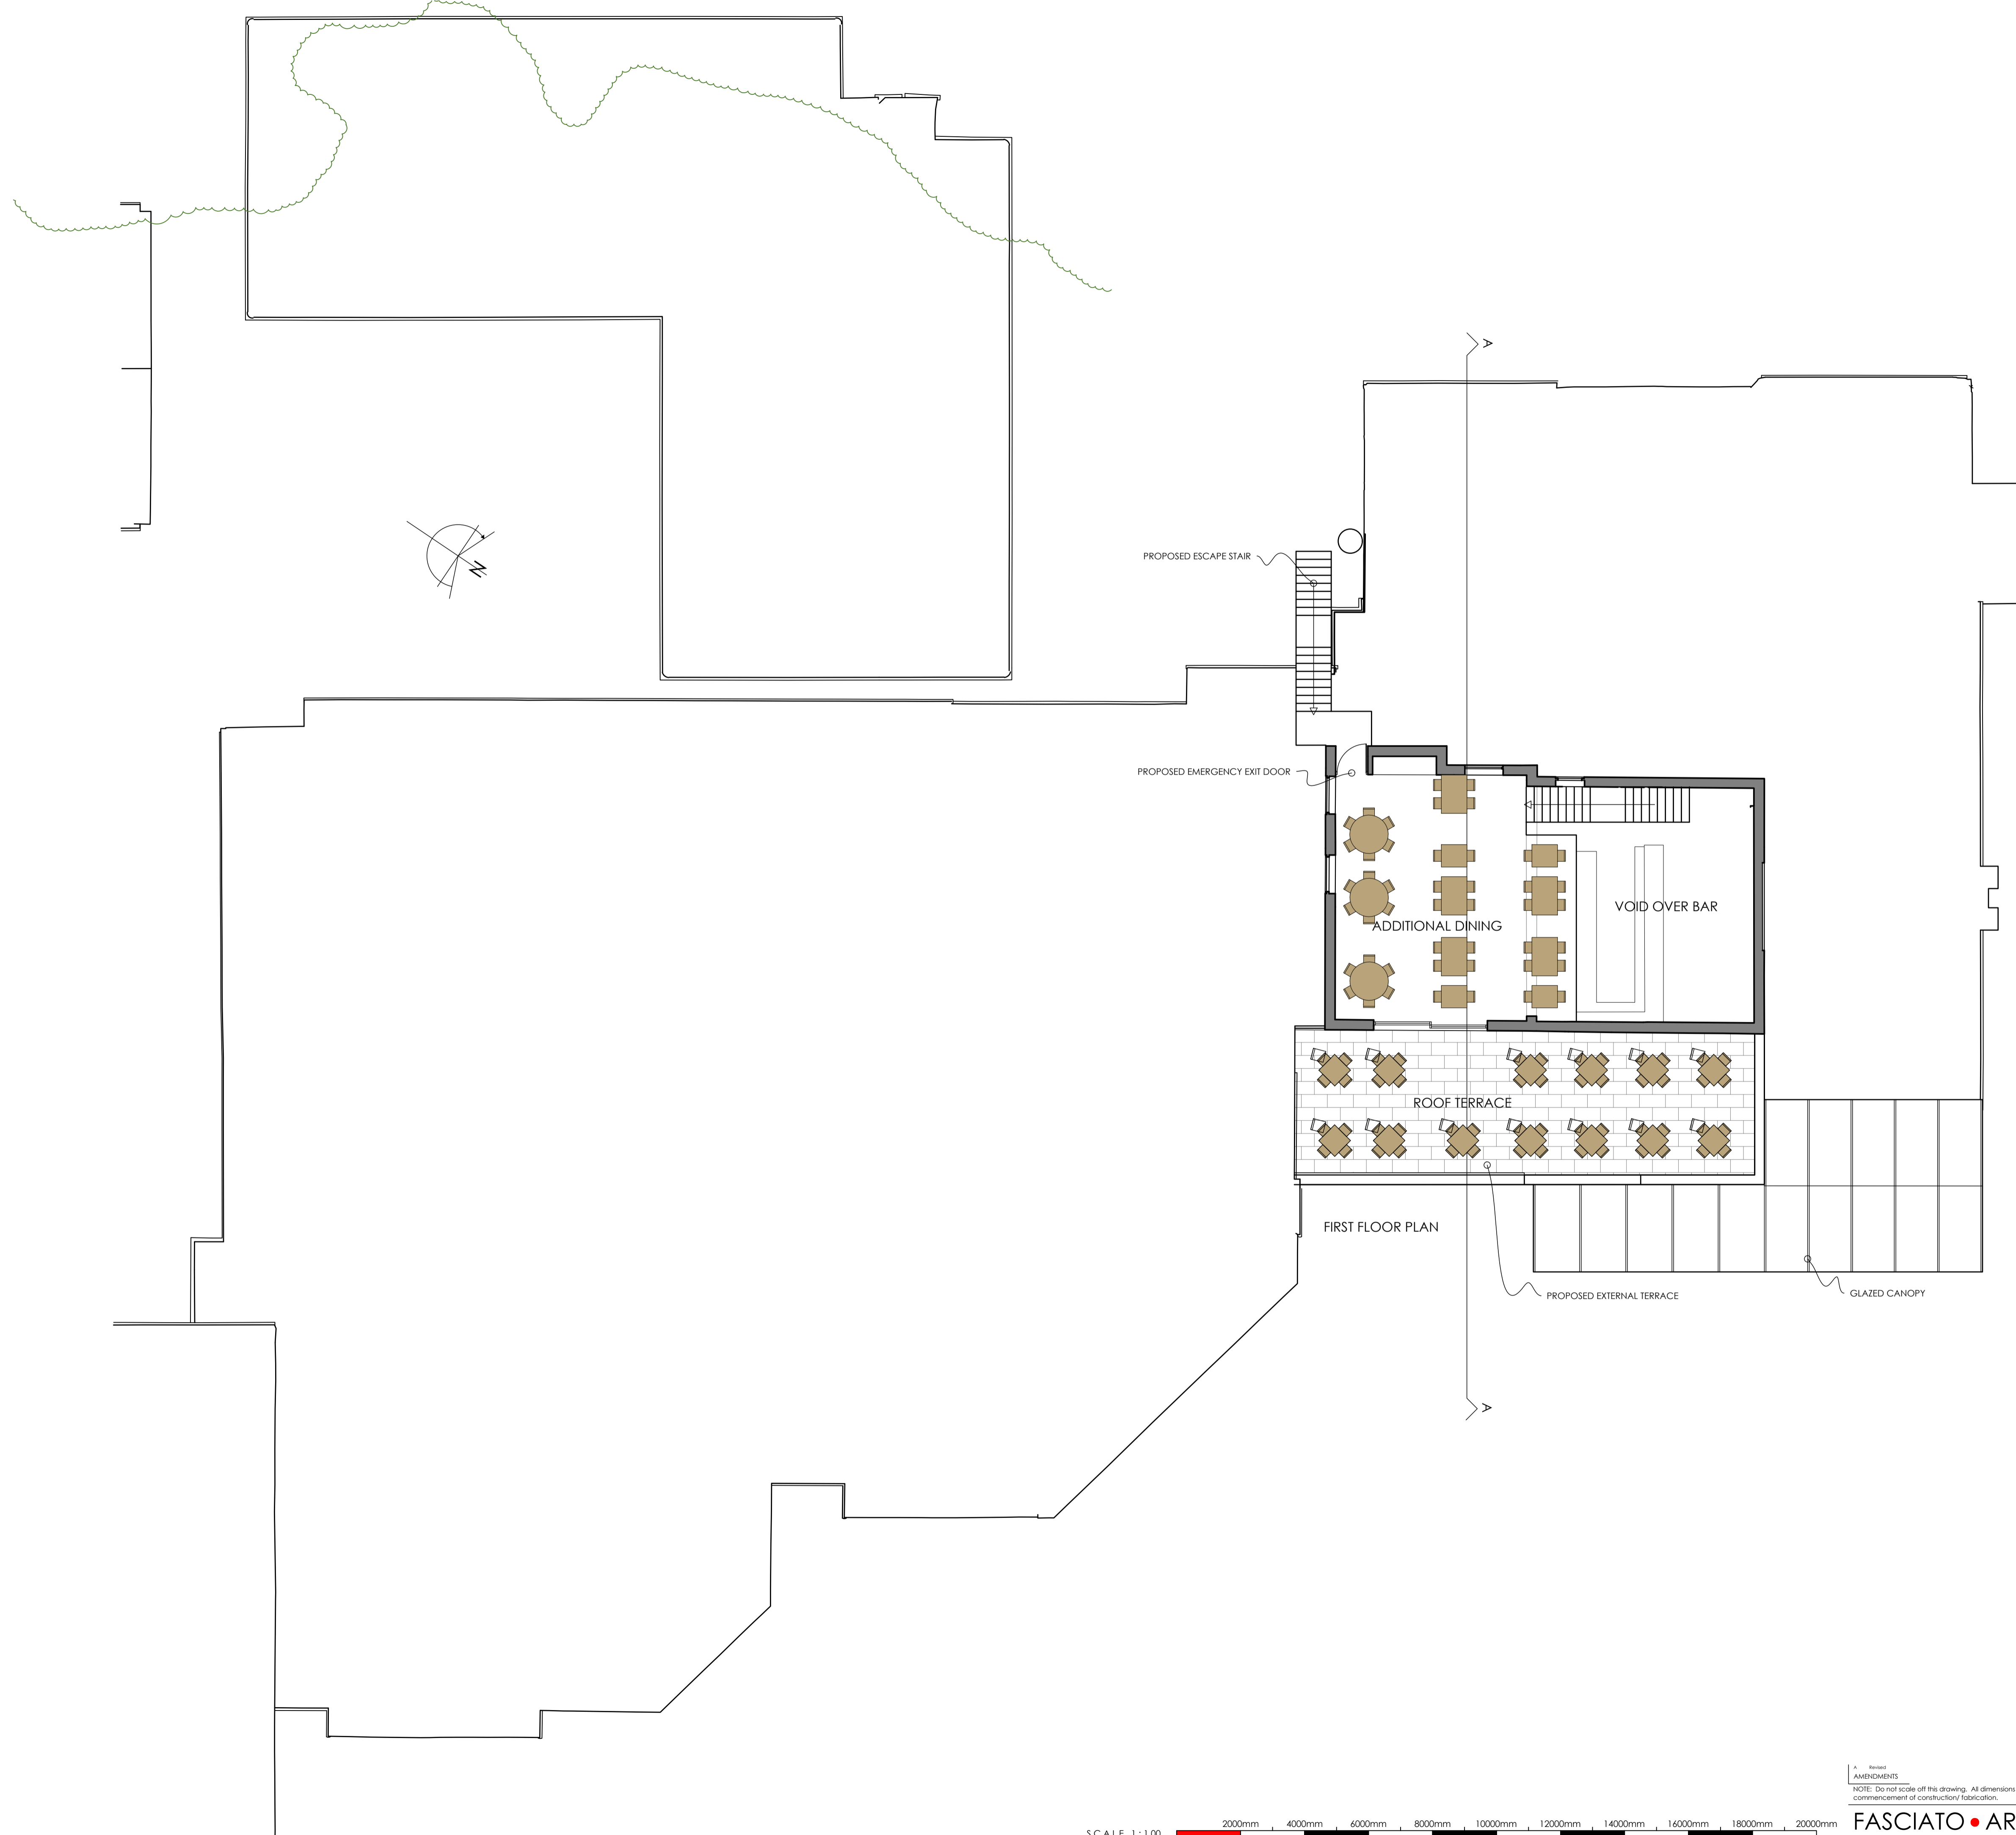 A
PROPOSED ESCAPE STAIR
N
PROPOSED EMERGENCY EXIT DOOR
VOID OVER BAR
ADDITIONAL DINING
ROOF TERRACE
FIRST FLOOR PLAN
PROPOSED EXTERNAL TERRACE
GLAZED CANOPY
A
A Revised
AMENDMENTS
NOTE: Do not scale off this drawing. All dimensions
commencement of construction/ fabrication.
FASCIATO • AR
2000mm 4000mm 6000mm 8000mm 10000mm 12000mm 14000mm 16000mm 18000mm 20000mm
SCALE 1:100